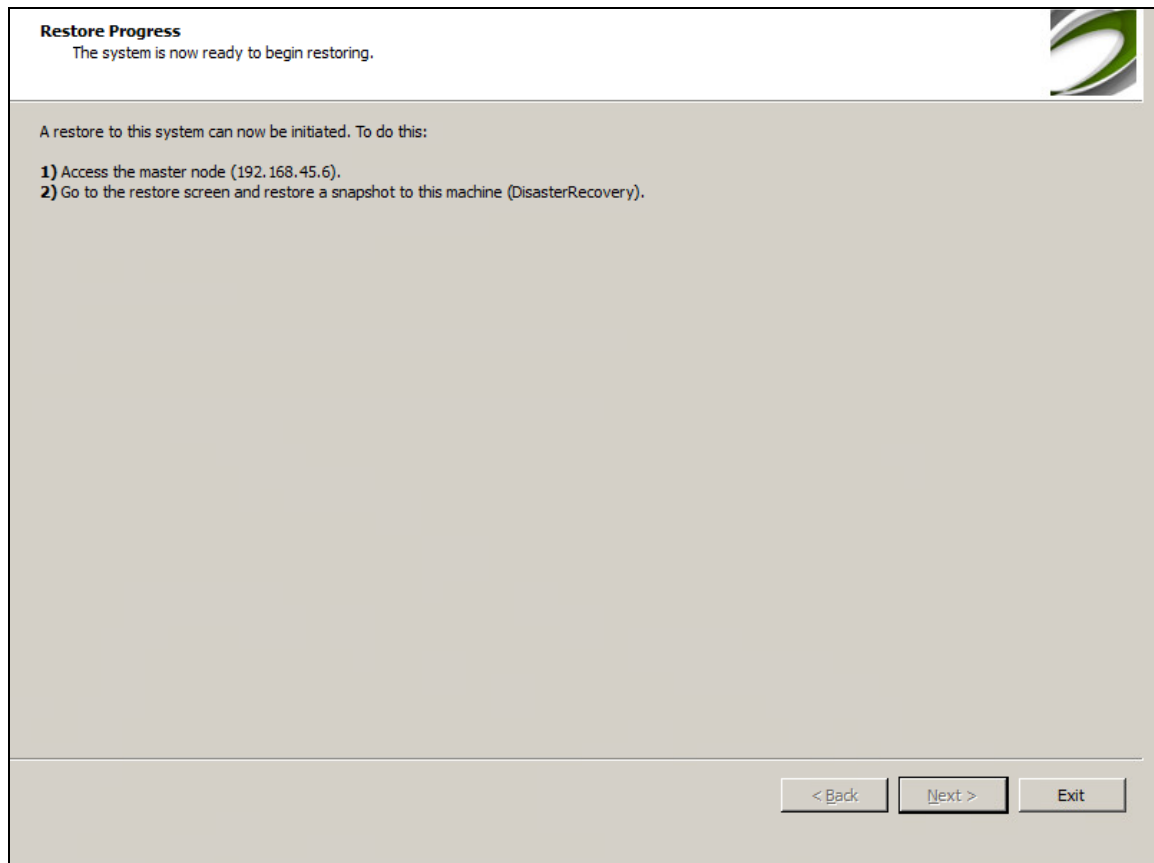 Restore Progress
The system is now ready to begin restoring.
A restore to this system can now be initiated. To do this:
1) Access the master node (192.168.45.6).
2) Go to the restore screen and restore a snapshot to this machine (DisasterRecovery).
< Back
Next >
Exit